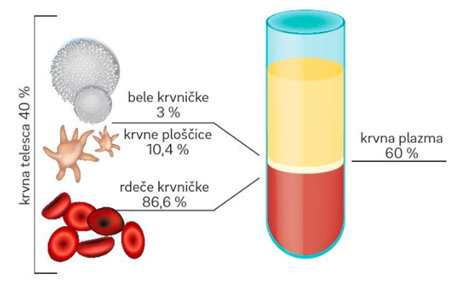 krvna telesca 40 %
bele krvničke
3 %
krvne ploščice
10,4 %
rdeče krvničke
86,6 %
krvna plazma
60 %